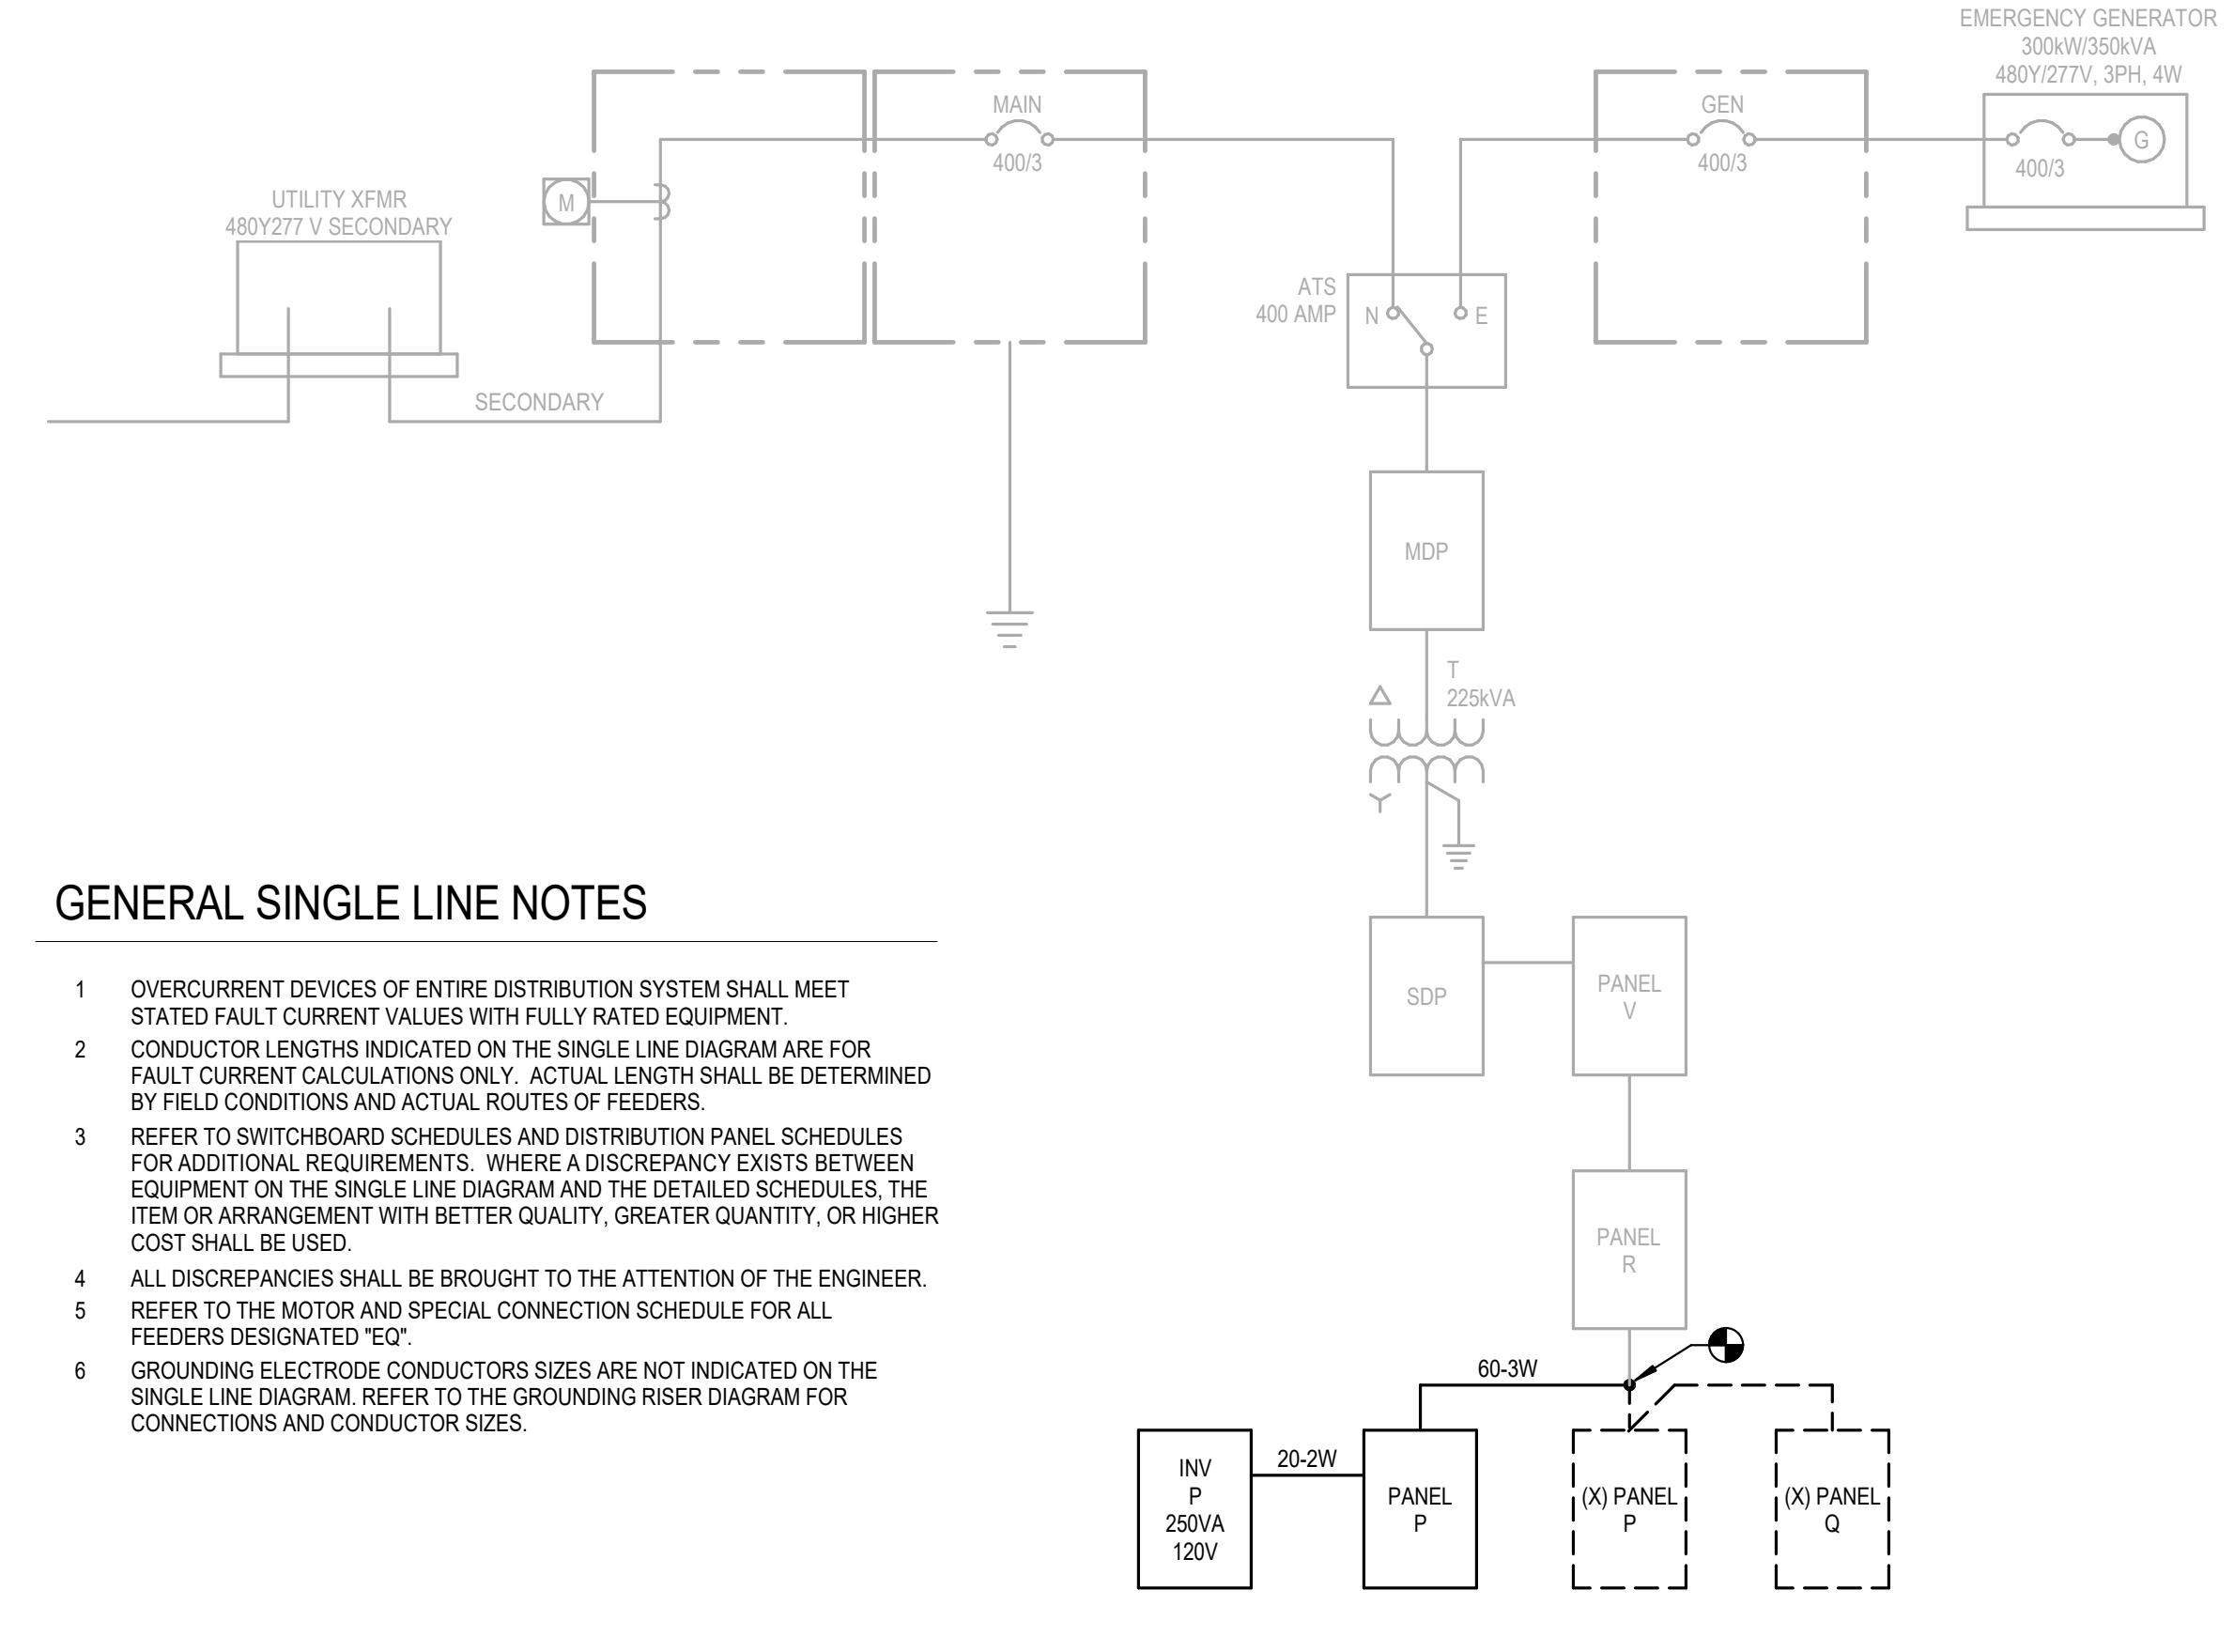 EMERGENCY GENERATOR
300kW/350kVA
480Y/277V, 3PH, 4W
MAIN
400/3
GEN
400/3
400/3
G
UTILITY XFMR
480Y277 V SECONDARY
M
SECONDARY
ATS
400 AMP
N
E
MDP
T
225kVA
SDP
PANEL
V
PANEL
R
60-3W
20-2W
INV
P
250VA
120V
PANEL
P
(X) PANEL
P
(X) PANEL
Q
GENERAL SINGLE LINE NOTES
1 OVERCURRENT DEVICES OF ENTIRE DISTRIBUTION SYSTEM SHALL MEET
STATED FAULT CURRENT VALUES WITH FULLY RATED EQUIPMENT.
2 CONDUCTOR LENGTHS INDICATED ON THE SINGLE LINE DIAGRAM ARE FOR
FAULT CURRENT CALCULATIONS ONLY. ACTUAL LENGTH SHALL BE DETERMINED
BY FIELD CONDITIONS AND ACTUAL ROUTES OF FEEDERS.
3 REFER TO SWITCHBOARD SCHEDULES AND DISTRIBUTION PANEL SCHEDULES
FOR ADDITIONAL REQUIREMENTS. WHERE A DISCREPANCY EXISTS BETWEEN
EQUIPMENT ON THE SINGLE LINE DIAGRAM AND THE DETAILED SCHEDULES, THE
ITEM OR ARRANGEMENT WITH BETTER QUALITY, GREATER QUANTITY, OR HIGHER
COST SHALL BE USED.
4 ALL DISCREPANCIES SHALL BE BROUGHT TO THE ATTENTION OF THE ENGINEER.
5 REFER TO THE MOTOR AND SPECIAL CONNECTION SCHEDULE FOR ALL
FEEDERS DESIGNATED "EQ".
6 GROUNDING ELECTRODE CONDUCTORS SIZES ARE NOT INDICATED ON THE
SINGLE LINE DIAGRAM. REFER TO THE GROUNDING RISER DIAGRAM FOR
CONNECTIONS AND CONDUCTOR SIZES.